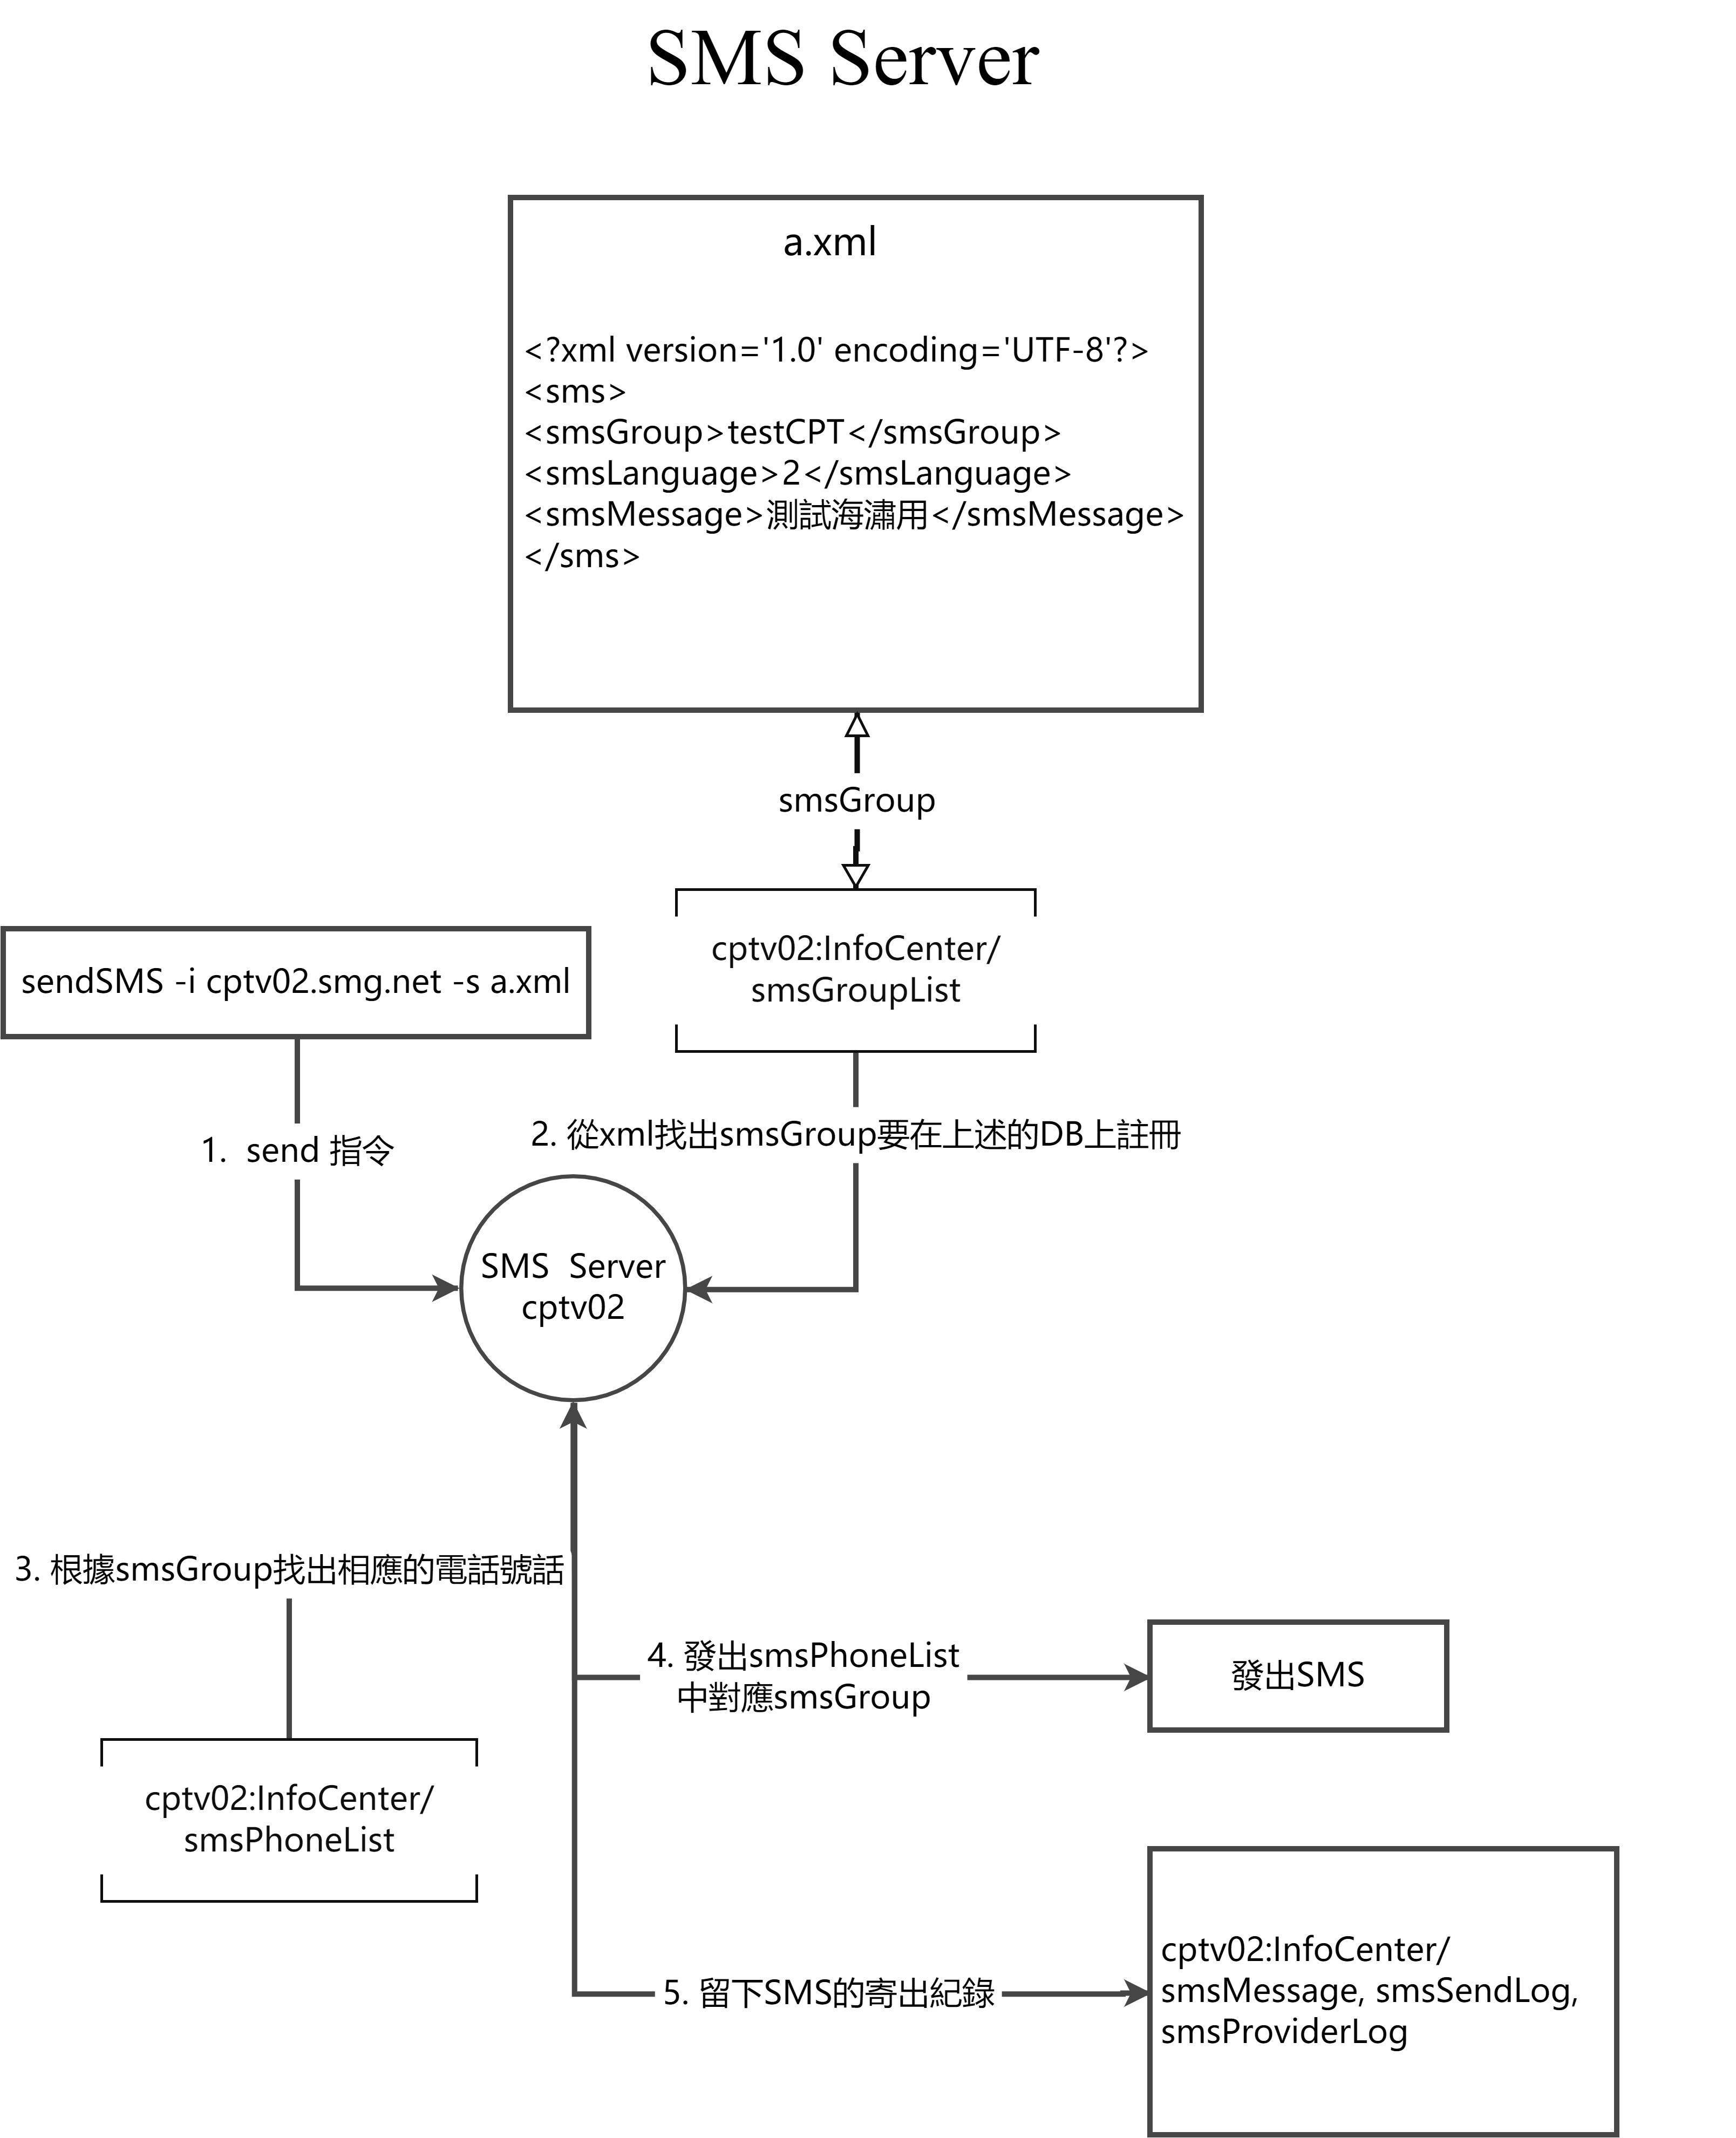 SMS Server
a.xml
<?xml version='1.0' encoding='UTF-8'?>
<sms>
<smsGroup>testCPT</smsGroup>
<smsLanguage>2</smsLanguage>
<smsMessage>測試海瀟用</smsMessage>
</sms>
smsGroup
cptv02:InfoCenter/
smsGroupList
sendSMS -i cptv02.smg.net -s a.xml
1. send 指令
2. 從xml找出smsGroup要在上述的DB上註冊
SMS Server
cptv02
3. 根據smsGroup找出相應的電話號話
4. 發出smsPhoneList
中對應smsGroup
發出SMS
cptv02:InfoCenter/
smsPhoneList
5. 留下SMS的寄出紀錄
cptv02:InfoCenter/
smsMessage, smsSendLog,
smsProviderLog